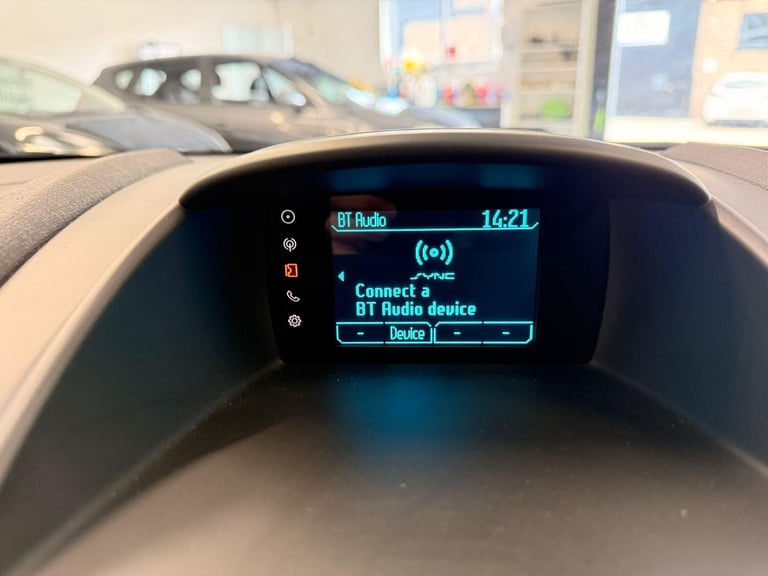 BT Audio 14:21
SYNC
Connect a
BT Audio device
- Device - -